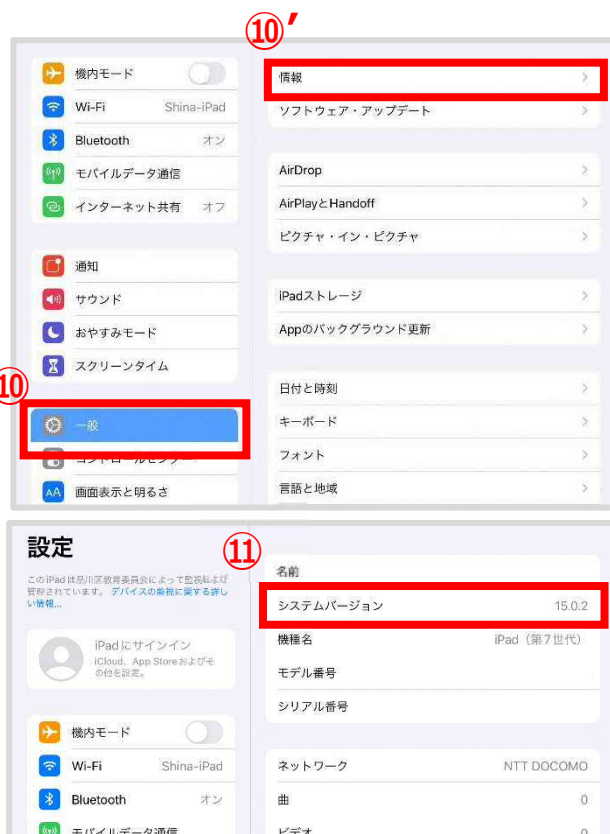 ⑩′
機内モード
Wi-Fi Shina-iPad
Bluetooth オン
モバイルデータ通信
インターネット共有 オフ
通知
サウンド
おやすみモード
スクリーンタイム
⑩
一般
画面表示と明るさ
情報
ソフトウェア・アップデート
AirDrop
AirPlayとHandoff
ピクチャ・イン・ピクチャ
iPadストレージ
Appのバックグラウンド更新
日付と時刻
キーボード
フォント
言語と地域
設定
このiPadは品川区教育委員会によって監視および
管理されています。デバイスの監視に関する詳し
い情報...
iPadにサインイン
iCloud、App Storeおよびそ
の他を設定。
機内モード
Wi-Fi Shina-iPad
Bluetooth オン
モバイルデータ通信
⑪
名前
システムバージョン 15.0.2
機種名 iPad（第7世代）
モデル番号
シリアル番号
ネットワーク NTT DOCOMO
曲 0
ビデオ 0